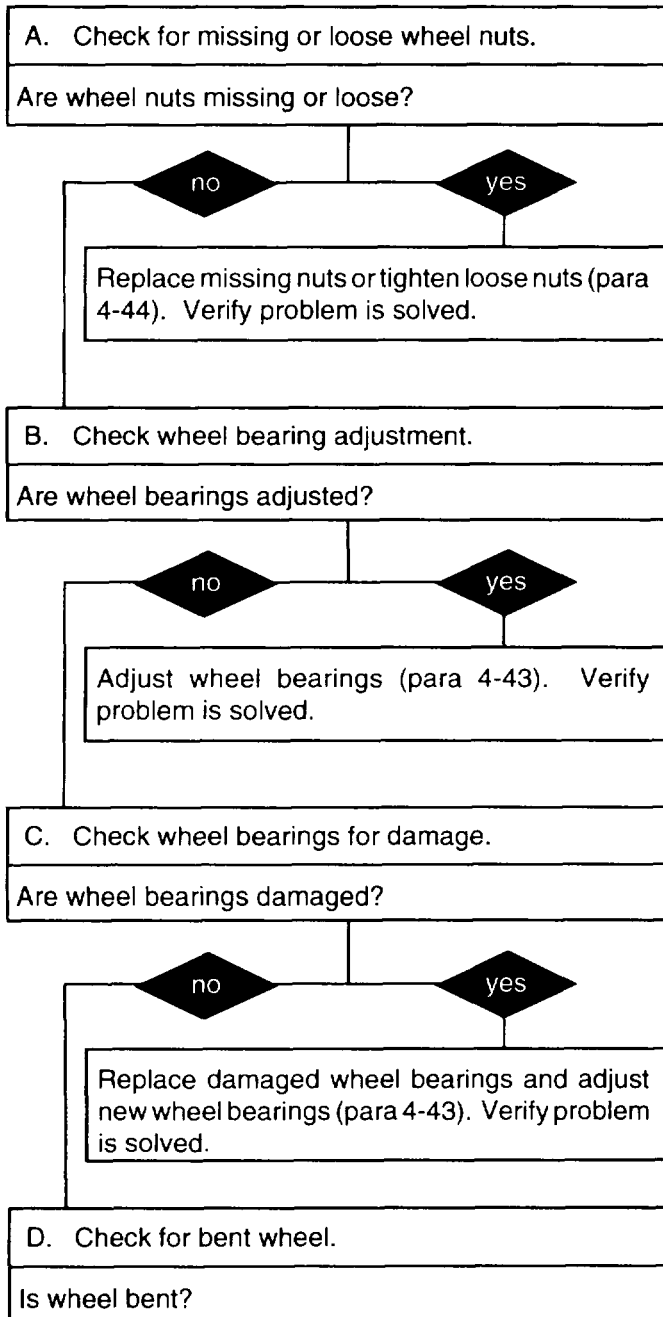 A. Check for missing or loose wheel nuts.
Are wheel nuts missing or loose?
no
yes
Replace missing nuts or tighten loose nuts (para
4-44). Verify problem is solved.
B. Check wheel bearing adjustment.
Are wheel bearings adjusted?
no
yes
Adjust wheel bearings (para 4-43). Verify
problem is solved.
C. Check wheel bearings for damage.
Are wheel bearings damaged?
no
yes
Replace damaged wheel bearings and adjust
new wheel bearings (para 4-43). Verify problem
is solved.
D. Check for bent wheel.
Is wheel bent?